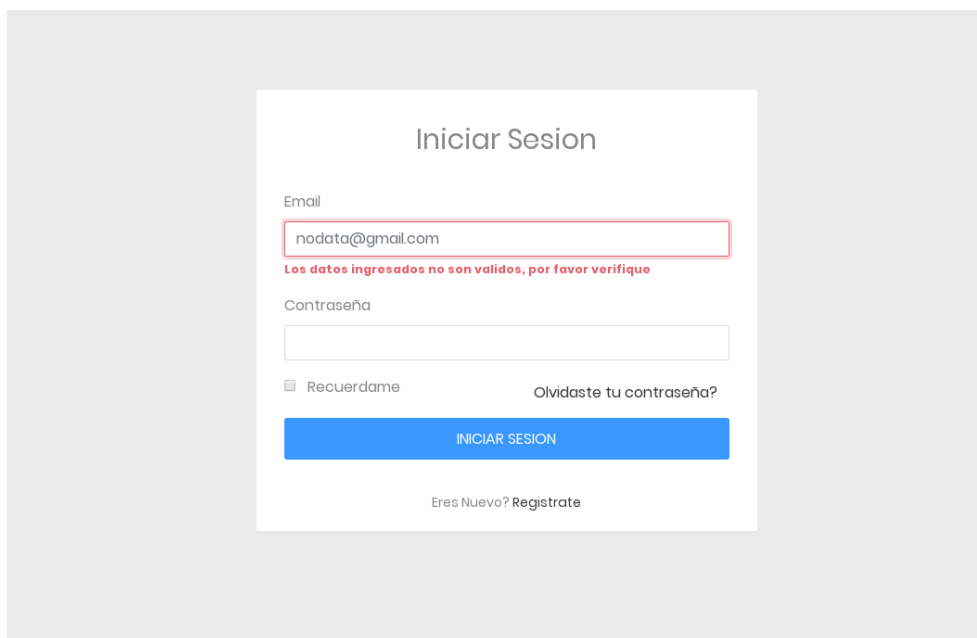 Iniciar Sesion
Email
nodata@gmail.com
Los datos ingresados no son validos, por favor verifique
Contraseña
Recuerdame
Olvidaste tu contraseña?
INICIAR SESION
Eres Nuevo? Registrate